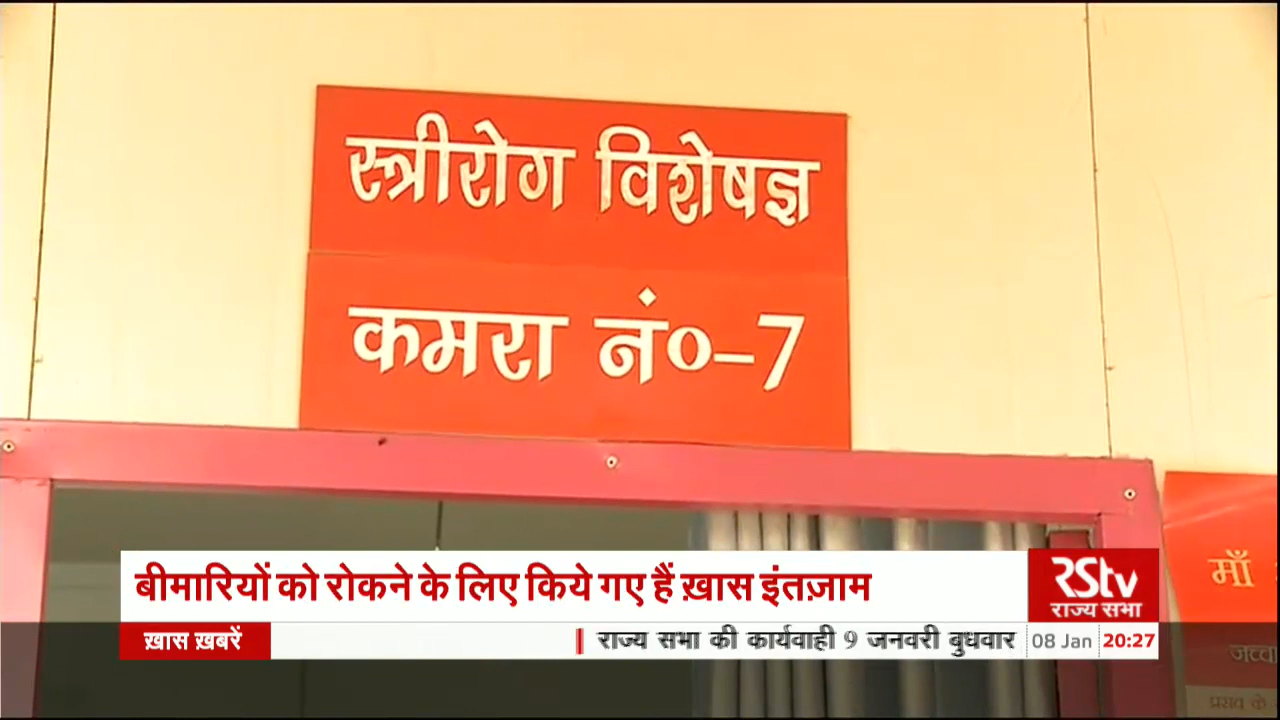 स्त्रीरोग विशेषज्ञ
कमरा नं०-7
माँ
बीमारियों को रोकने के लिए किये गए हैं ख़ास इंतज़ाम
RStv
राज्य सभा
ख़ास ख़बरें
राज्य सभा की कार्यवाही 9 जनवरी बुधवार
08 Jan
20:27
प्रसव के